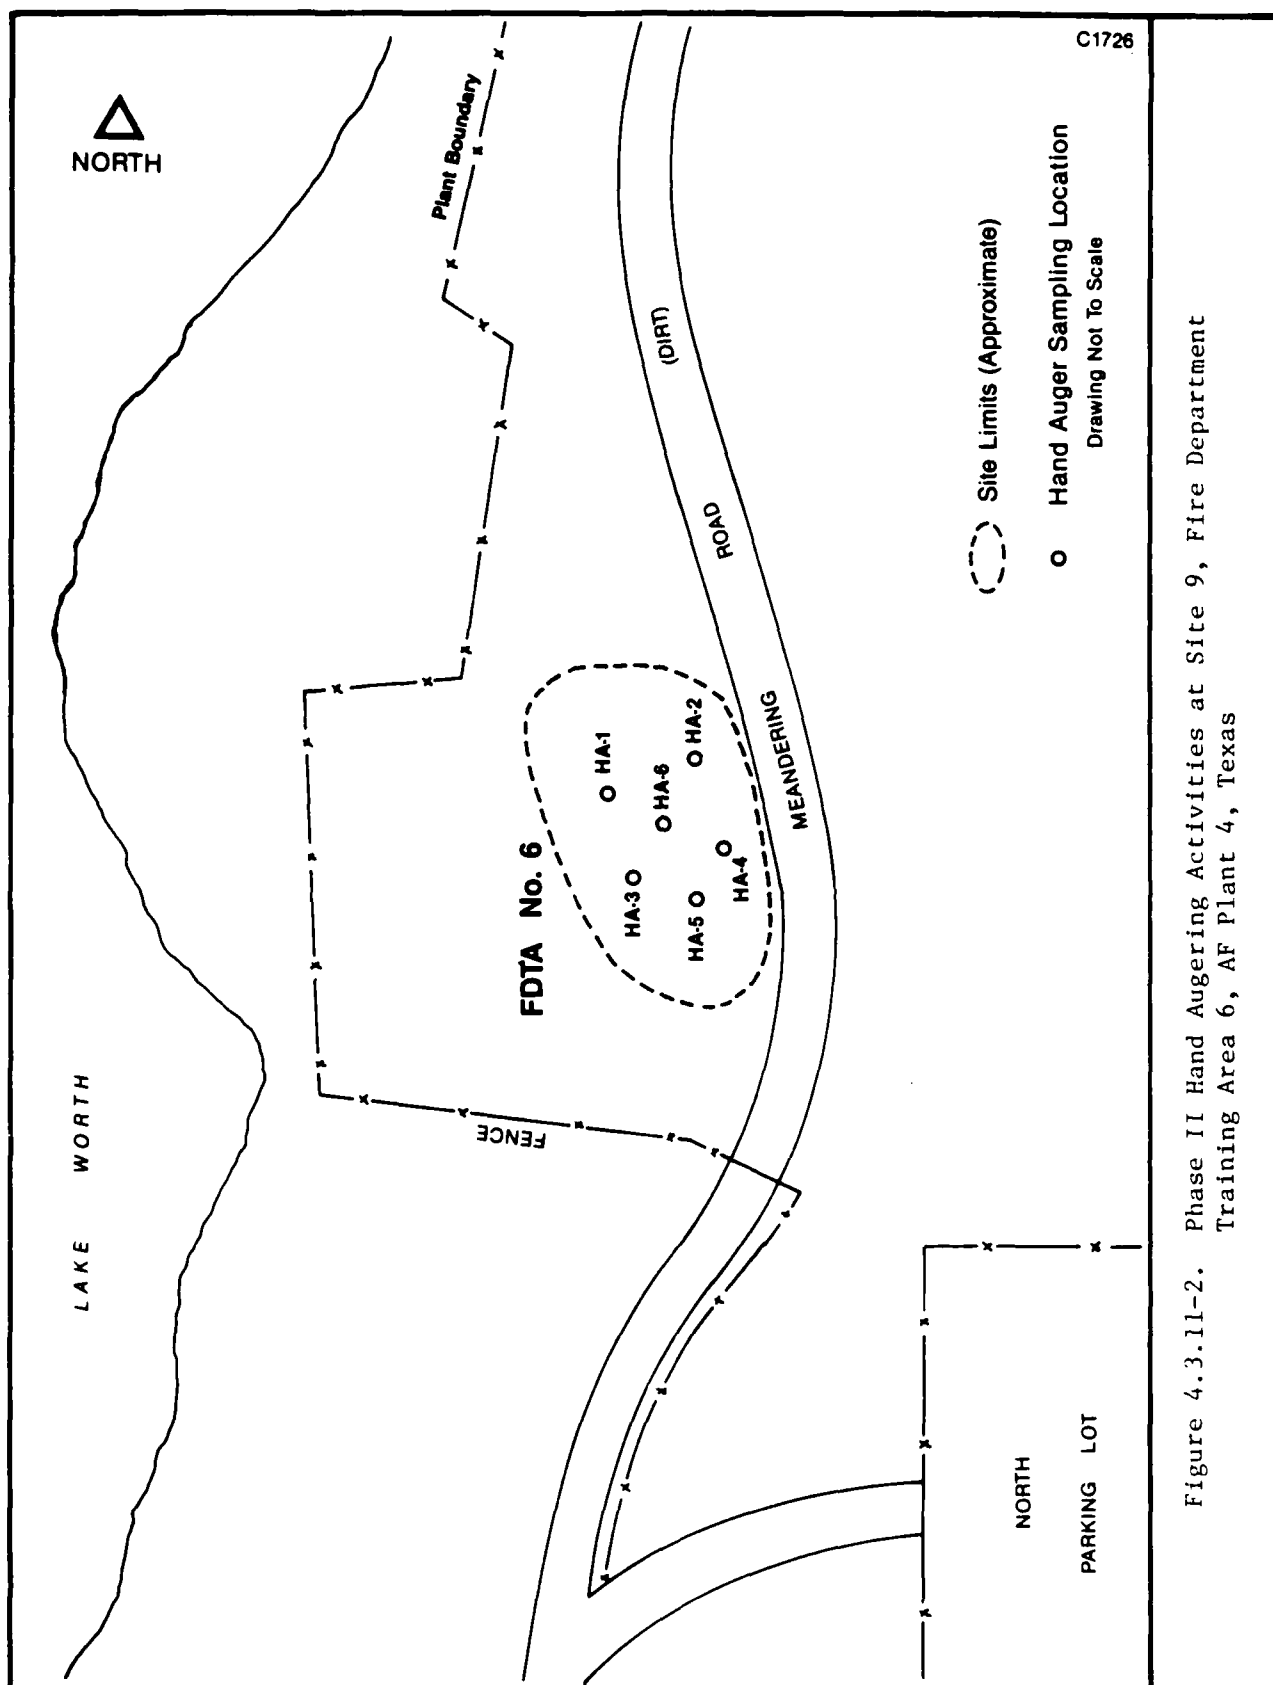 C1726
NORTH
LAKE WORTH
Plant Boundary
FENCE
FDTA No. 6
HA-1
HA-2
HA-3
HA-4
HA-5
HA-6
MEANDERING
ROAD
(DIRT)
NORTH
PARKING LOT
Site Limits (Approximate)
Hand Auger Sampling Location
Drawing Not To Scale
Figure 4.3.11-2. Phase II Hand Augering Activities at Site 9, Fire Department
Training Area 6, AF Plant 4, Texas